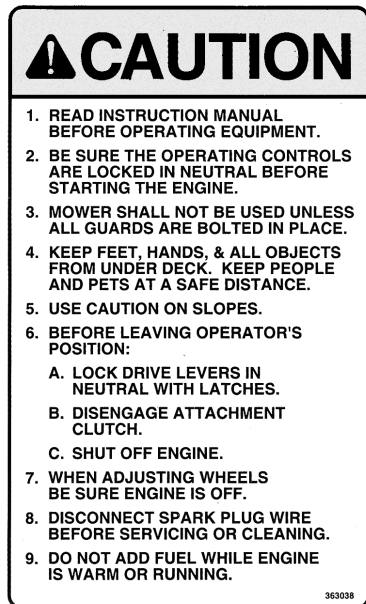 CAUTION
1. READ INSTRUCTION MANUAL
BEFORE OPERATING EQUIPMENT.
2. BE SURE THE OPERATING CONTROLS
ARE LOCKED IN NEUTRAL BEFORE
STARTING THE ENGINE.
3. MOWER SHALL NOT BE USED UNLESS
ALL GUARDS ARE BOLTED IN PLACE.
4. KEEP FEET, HANDS, & ALL OBJECTS
FROM UNDER DECK. KEEP PEOPLE
AND PETS AT A SAFE DISTANCE.
5. USE CAUTION ON SLOPES.
6. BEFORE LEAVING OPERATOR'S
POSITION:
A. LOCK DRIVE LEVERS IN
NEUTRAL WITH LATCHES.
B. DISENGAGE ATTACHMENT
CLUTCH.
C. SHUT OFF ENGINE.
7. WHEN ADJUSTING WHEELS
BE SURE ENGINE IS OFF.
8. DISCONNECT SPARK PLUG WIRE
BEFORE SERVICING OR CLEANING.
9. DO NOT ADD FUEL WHILE ENGINE
IS WARM OR RUNNING.
363038